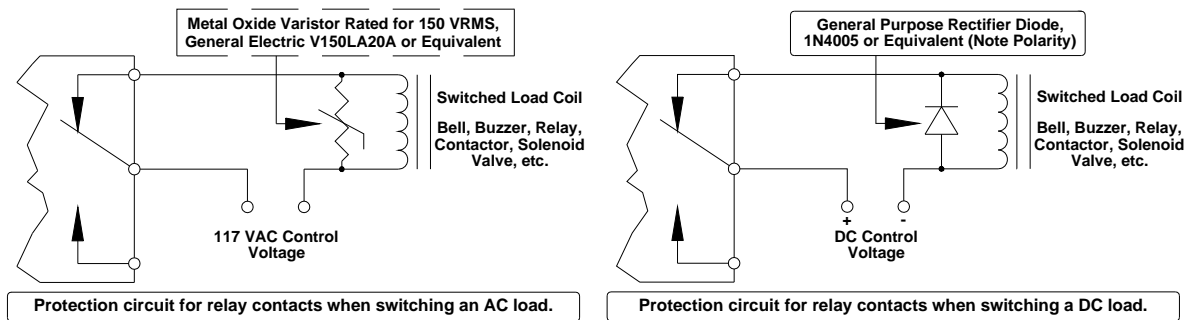 Metal Oxide Varistor Rated for 150 VRMS,
General Electric V150LA20A or Equivalent
Switched Load Coil
Bell, Buzzer, Relay,
Contactor, Solenoid
Valve, etc.
117 VAC Control
Voltage
Protection circuit for relay contacts when switching an AC load.
General Purpose Rectifier Diode,
1N4005 or Equivalent (Note Polarity)
Switched Load Coil
Bell, Buzzer, Relay,
Contactor, Solenoid
Valve, etc.
+ -
DC Control
Voltage
Protection circuit for relay contacts when switching a DC load.